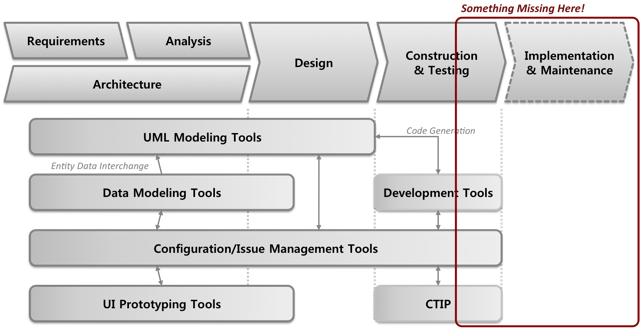 Something Missing Here!
Requirements
Analysis
Architecture
Design
Construction
& Testing
Implementation
& Maintenance
UML Modeling Tools
Code Generation
Entity Data Interchange
Data Modeling Tools
Development Tools
Configuration/Issue Management Tools
UI Prototyping Tools
CTIP